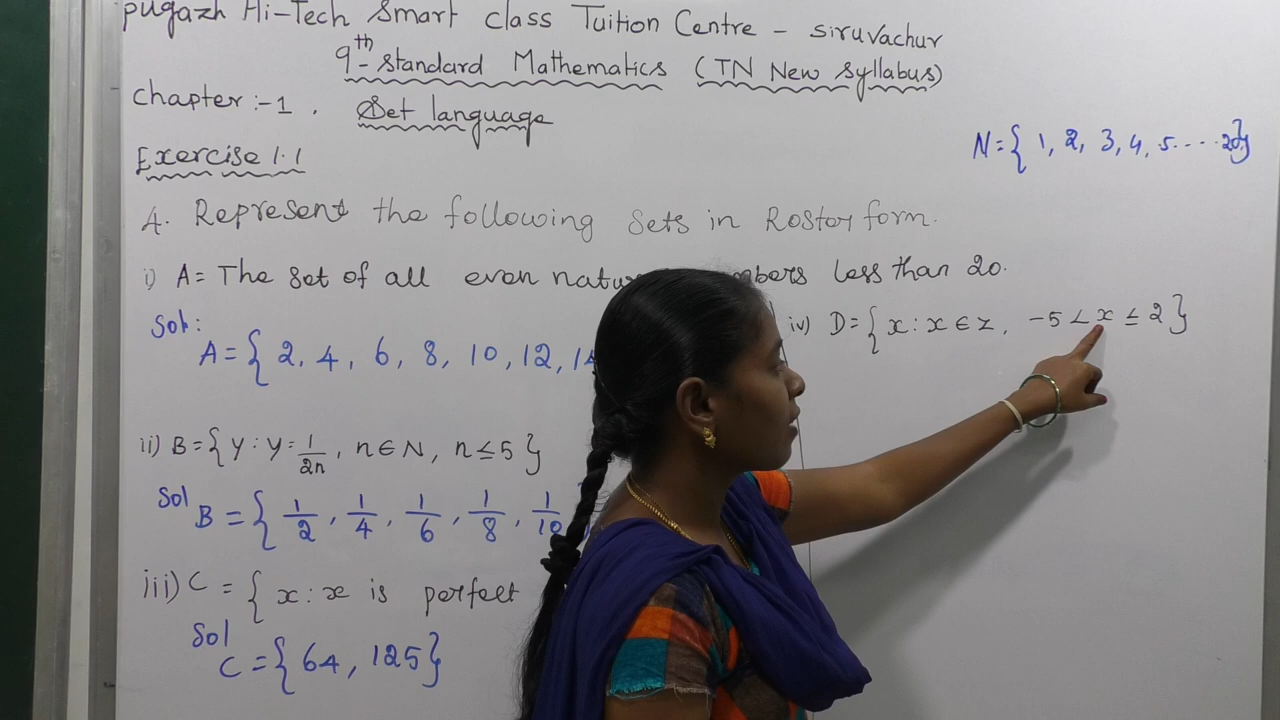 pugazh Hi-Tech Smart class Tuition Centre - siruvachur
9th - standard Mathematics (TN New Syllabus)
Chapter :- 1 . Set language
Exercise 1.1
N = { 1, 2, 3, 4, 5. ... 20}
A. Represent the following Sets in Roster form.
i) A = The Set of all even less than 20.
Sol:
A = { 2, 4, 6, 8, 10, 12,
ii) B = { y : y = 1/2n , n ∈ N, n ≤ 5 }
Sol
B = { 1/2 , 1/4 , 1/6 , 1/8 , 1/10
iii) C = { x : x is perfect
Sol
C = { 64, 125}
iv) D = { x : x ∈ z, -5 < x ≤ 2 }